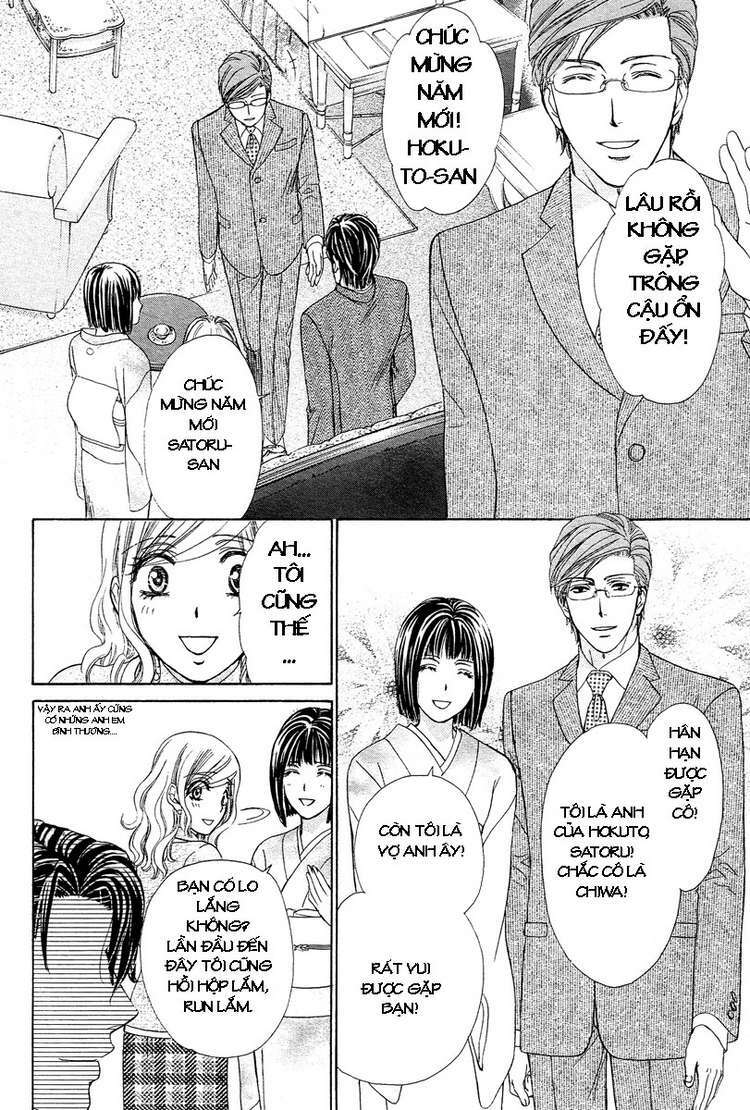 CHÚC
MỪNG
NĂM
MỚI!
HOKU-
TO-SAN
LÂU RỒI
KHÔNG
GẶP,
TRÔNG
CẬU ỔN
ĐẤY!
CHÚC
MỪNG NĂM
MỚI
SATORU-
SAN
AH...
TÔI
CŨNG
THẾ
...
HÂN
HẠN
ĐƯỢC
GẶP
CÔ!
TÔI LÀ ANH
CỦA HOKUTO,
SATORU!
CHẮC CÔ LÀ
CHIWA!
CÒN TÔI LÀ
VỢ ANH ẤY!
RẤT VUI
ĐƯỢC GẶP
BẠN!
VẬY RA ANH ẤY CŨNG
CÓ NHỮNG ANH EM
BÌNH THƯỜNG...
BẠN CÓ LO
LẮNG
KHÔNG?
LẦN ĐẦU ĐẾN
ĐÂY TÔI CŨNG
HỒI HỘP LẮM,
RUN LẮM.